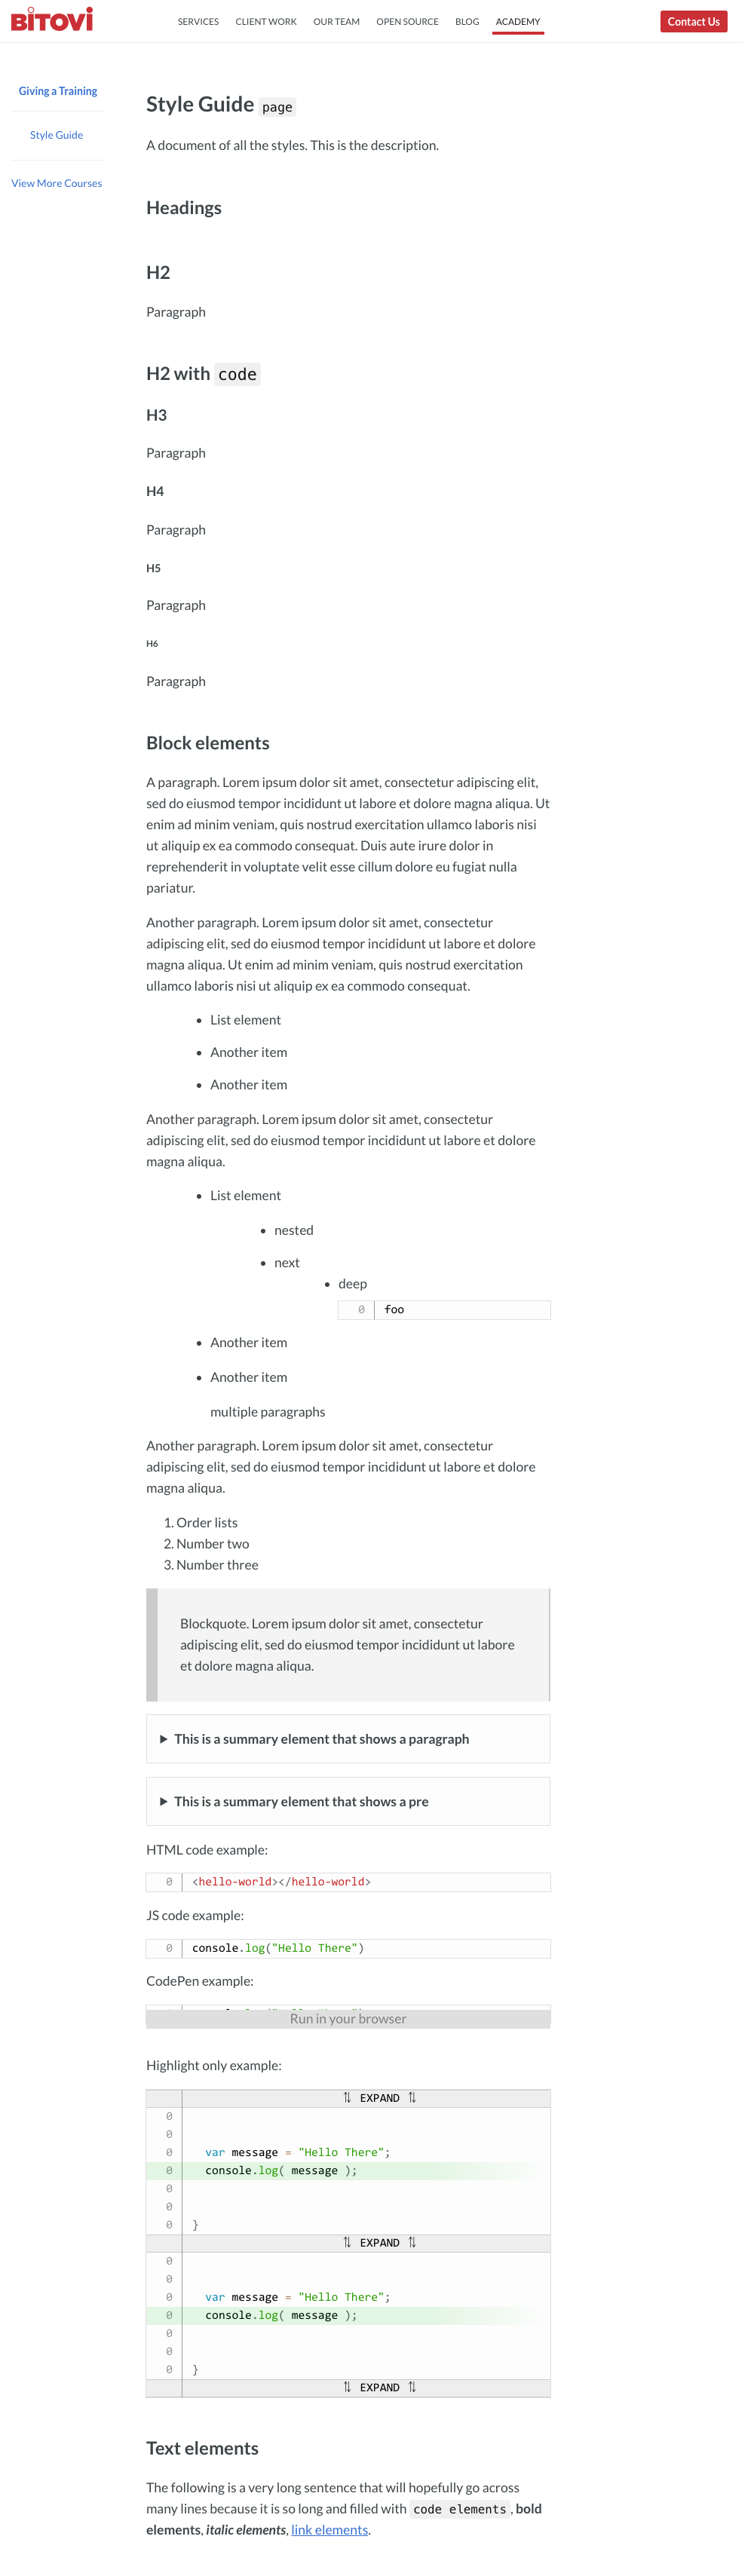 BITOVI
SERVICES CLIENT WORK OUR TEAM OPEN SOURCE BLOG ACADEMY
Contact Us
Giving a Training
Style Guide
View More Courses
Style Guide page
A document of all the styles. This is the description.
Headings
H2
Paragraph
H2 with code
H3
Paragraph
H4
Paragraph
H5
Paragraph
H6
Paragraph
Block elements
A paragraph. Lorem ipsum dolor sit amet, consectetur adipiscing elit,
sed do eiusmod tempor incididunt ut labore et dolore magna aliqua. Ut
enim ad minim veniam, quis nostrud exercitation ullamco laboris nisi
ut aliquip ex ea commodo consequat. Duis aute irure dolor in
reprehenderit in voluptate velit esse cillum dolore eu fugiat nulla
pariatur.
Another paragraph. Lorem ipsum dolor sit amet, consectetur
adipiscing elit, sed do eiusmod tempor incididunt ut labore et dolore
magna aliqua. Ut enim ad minim veniam, quis nostrud exercitation
ullamco laboris nisi ut aliquip ex ea commodo consequat.
• List element
• Another item
• Another item
Another paragraph. Lorem ipsum dolor sit amet, consectetur
adipiscing elit, sed do eiusmod tempor incididunt ut labore et dolore
magna aliqua.
• List element
• nested
• next
• deep
0 foo
• Another item
• Another item
multiple paragraphs
Another paragraph. Lorem ipsum dolor sit amet, consectetur
adipiscing elit, sed do eiusmod tempor incididunt ut labore et dolore
magna aliqua.
1. Order lists
2. Number two
3. Number three
Blockquote. Lorem ipsum dolor sit amet, consectetur
adipiscing elit, sed do eiusmod tempor incididunt ut labore
et dolore magna aliqua.
▶ This is a summary element that shows a paragraph
▶ This is a summary element that shows a pre
HTML code example:
0 <hello-world></hello-world>
JS code example:
0 console.log("Hello There")
CodePen example:
Run in your browser
Highlight only example:
⇅ EXPAND ⇅
0
0
0 var message = "Hello There";
0 console.log( message );
0
0
0 }
⇅ EXPAND ⇅
0
0
0 var message = "Hello There";
0 console.log( message );
0
0
0 }
⇅ EXPAND ⇅
Text elements
The following is a very long sentence that will hopefully go across
many lines because it is so long and filled with code elements, bold
elements, italic elements, link elements.